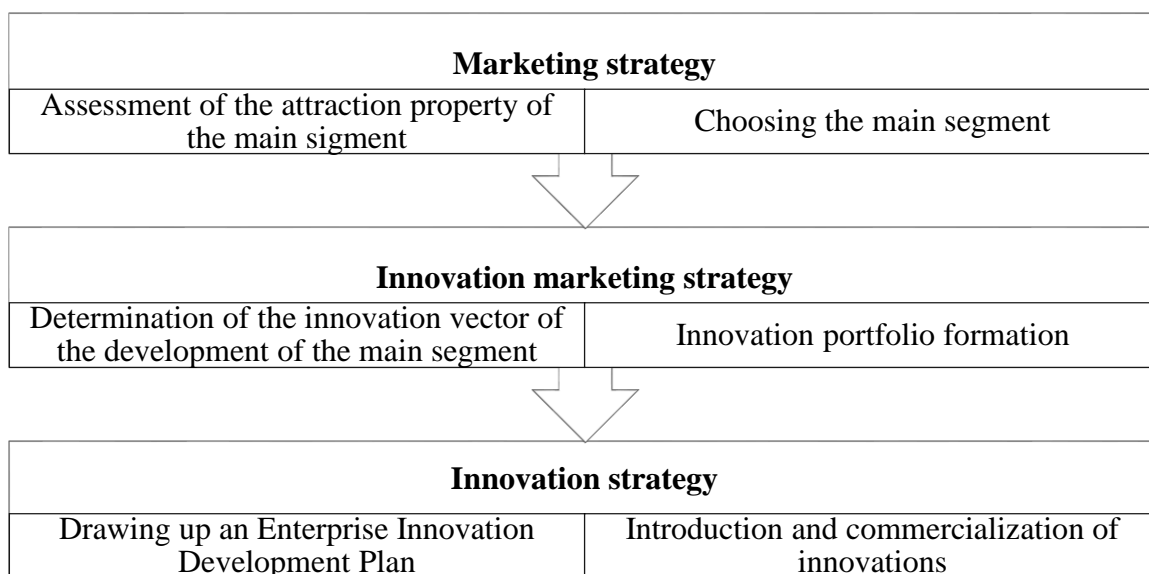 Marketing strategy
Assessment of the attraction property of
the main sigment
Choosing the main segment
Innovation marketing strategy
Determination of the innovation vector of
the development of the main segment
Innovation portfolio formation
Innovation strategy
Drawing up an Enterprise Innovation
Development Plan
Introduction and commercialization of
innovations